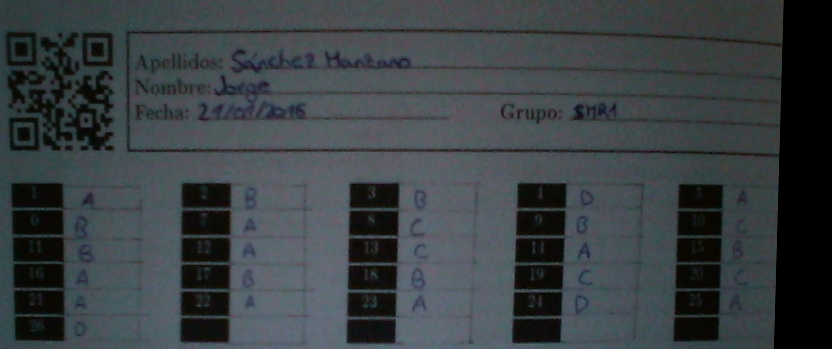 Apellidos: Sánchez Manzano
Nombre: Jorge
Fecha: 21/01/2016 Grupo: SMR1
1 A 2 B 3 B 4 D 5 A
6 B 7 A 8 C 9 B 10 C
11 B 12 A 13 C 14 A 15 B
16 A 17 B 18 B 19 C 20 C
21 A 22 A 23 A 24 D 25 A
26 D